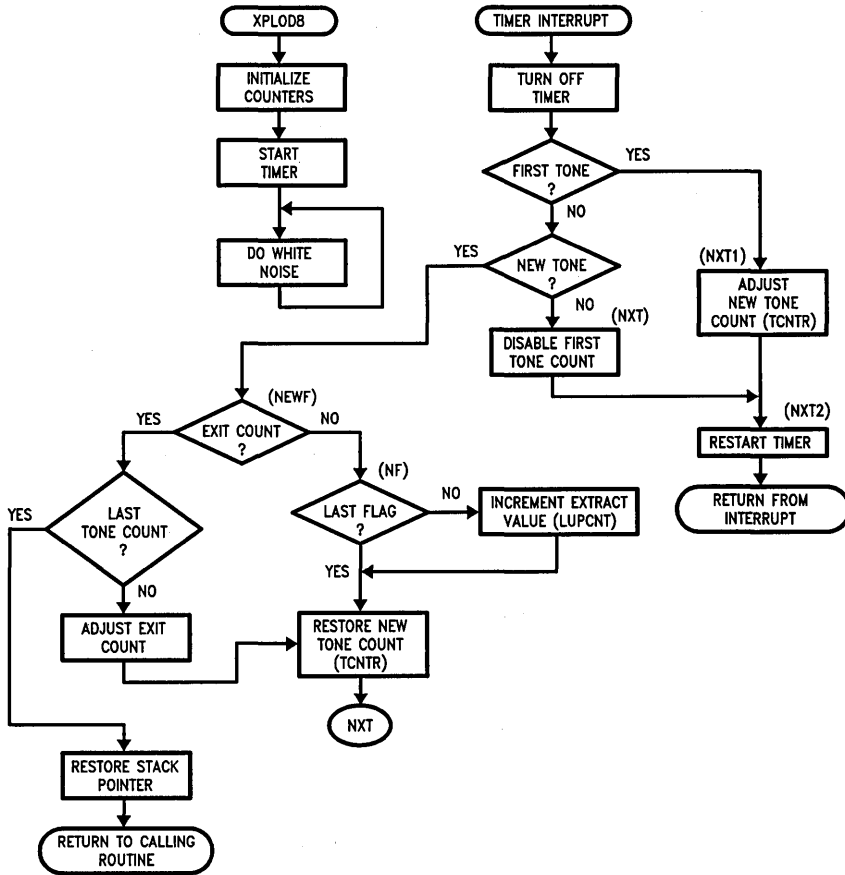 XPLOD8
INITIALIZE
COUNTERS
START
TIMER
DO WHITE
NOISE
TIMER INTERRUPT
TURN OFF
TIMER
FIRST TONE
?
YES
NO
NEW TONE
?
YES
NO
(NXT)
DISABLE FIRST
TONE COUNT
(NXT1)
ADJUST
NEW TONE
COUNT (TCNTR)
(NXT2)
RESTART TIMER
RETURN FROM
INTERRUPT
(NEWF)
EXIT COUNT
?
YES
NO
(NF)
LAST FLAG
?
NO
YES
INCREMENT EXTRACT
VALUE (LUPCNT)
LAST
TONE COUNT
?
YES
NO
ADJUST EXIT
COUNT
RESTORE NEW
TONE COUNT
(TCNTR)
NXT
RESTORE STACK
POINTER
RETURN TO CALLING
ROUTINE